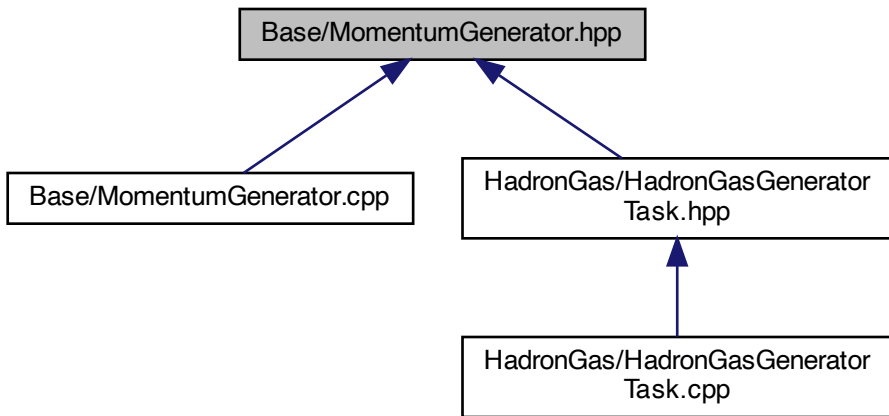 Base/MomentumGenerator.hpp
Base/MomentumGenerator.cpp
HadronGas/HadronGasGenerator
Task.hpp
HadronGas/HadronGasGenerator
Task.cpp